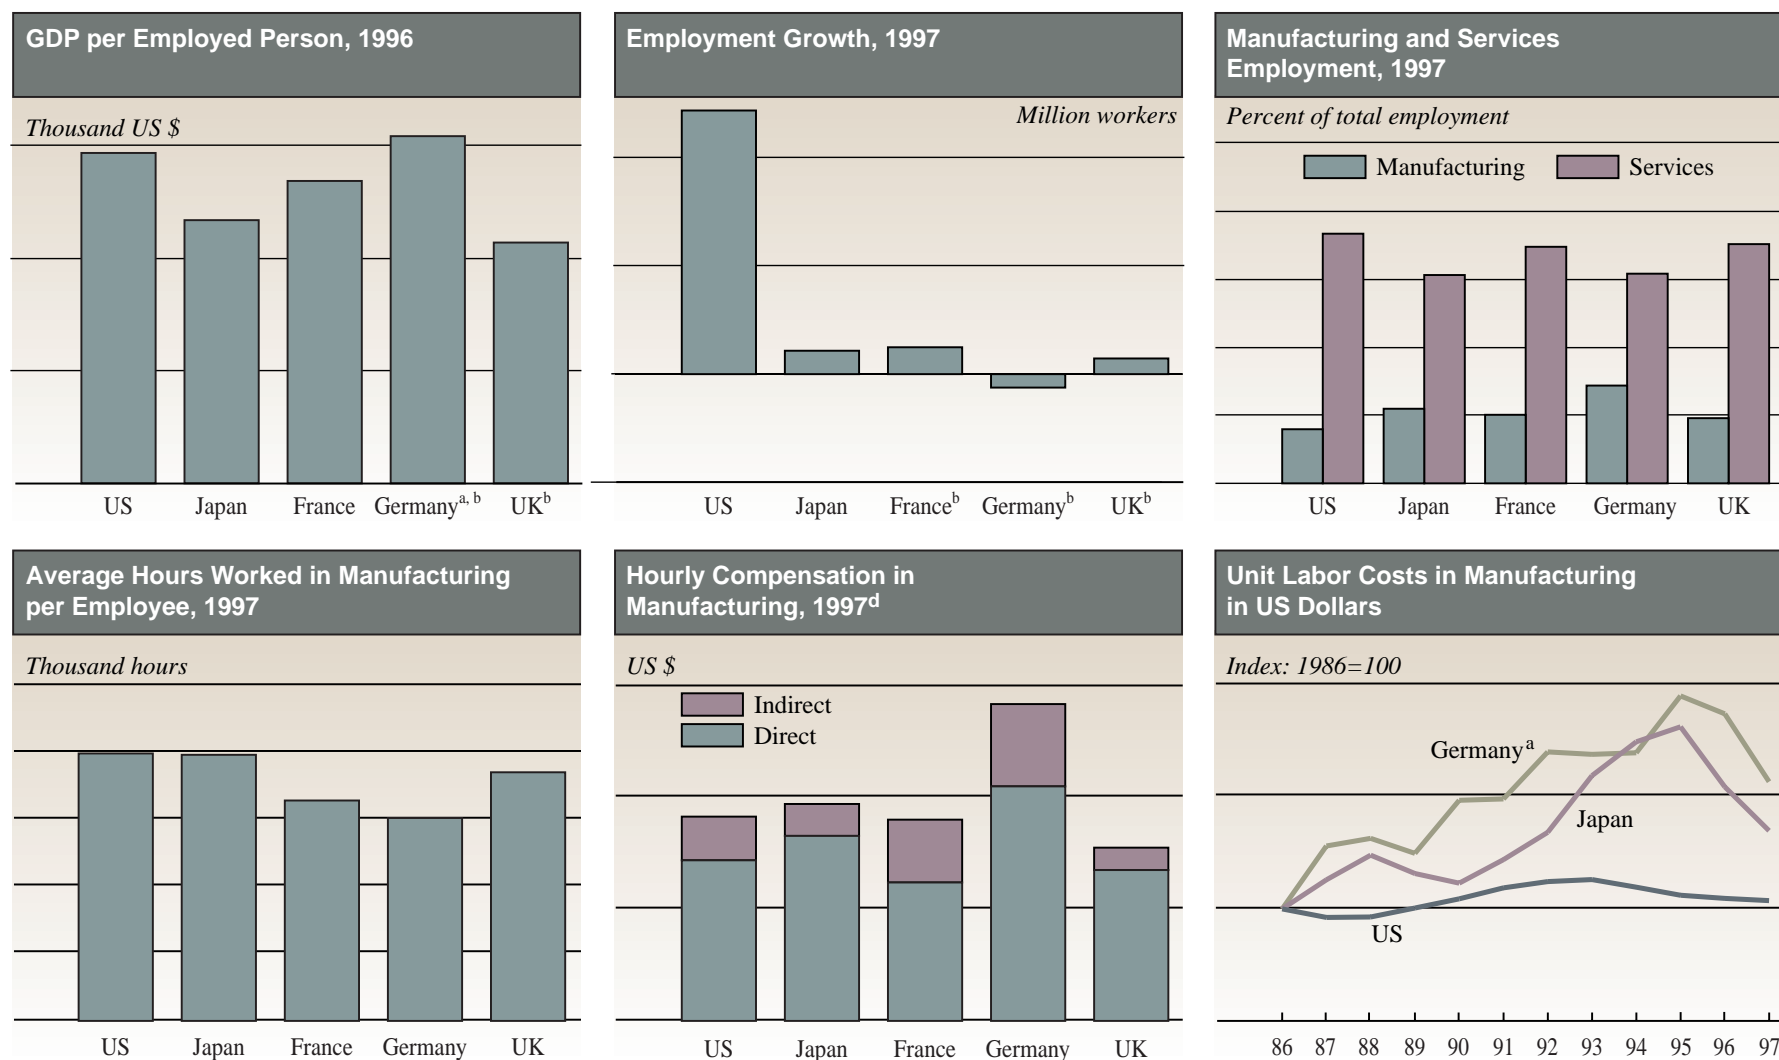 GDP per Employed Person, 1996
Thousand US $
US Japan France Germany a, b UK b
Employment Growth, 1997
Million workers
US Japan France b Germany b UK b
Manufacturing and Services
Employment, 1997
Percent of total employment
Manufacturing Services
US Japan France Germany UK
Average Hours Worked in Manufacturing
per Employee, 1997
Thousand hours
US Japan France Germany UK
Hourly Compensation in
Manufacturing, 1997d
US $
Indirect
Direct
US Japan France Germany UK
Unit Labor Costs in Manufacturing
in US Dollars
Index: 1986=100
Germany a
Japan
US
86 87 88 89 90 91 92 93 94 95 96 97